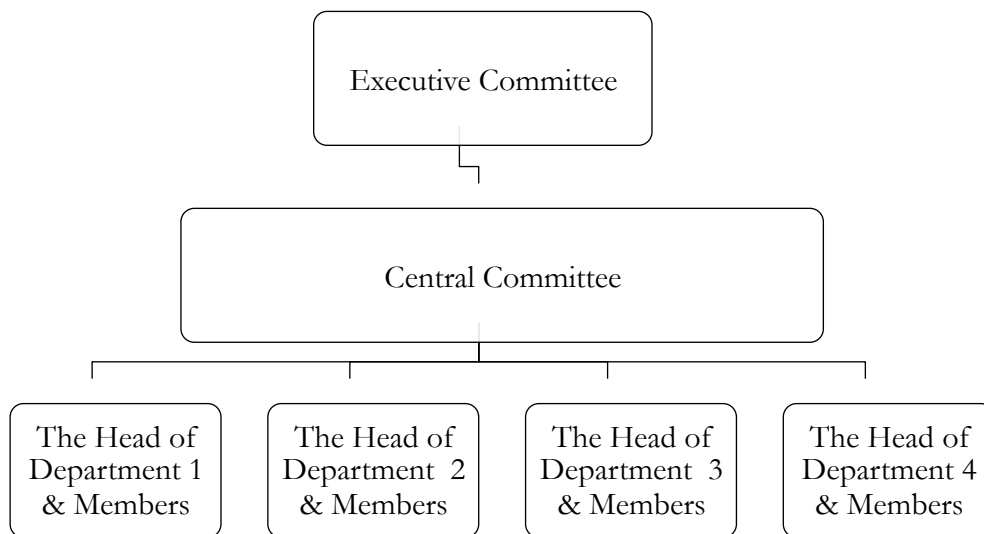 Executive Committee
Central Committee
The Head of
Department 1
& Members
The Head of
Department  2
& Members
The Head of
Department  3
& Members
The Head of
Department 4
& Members